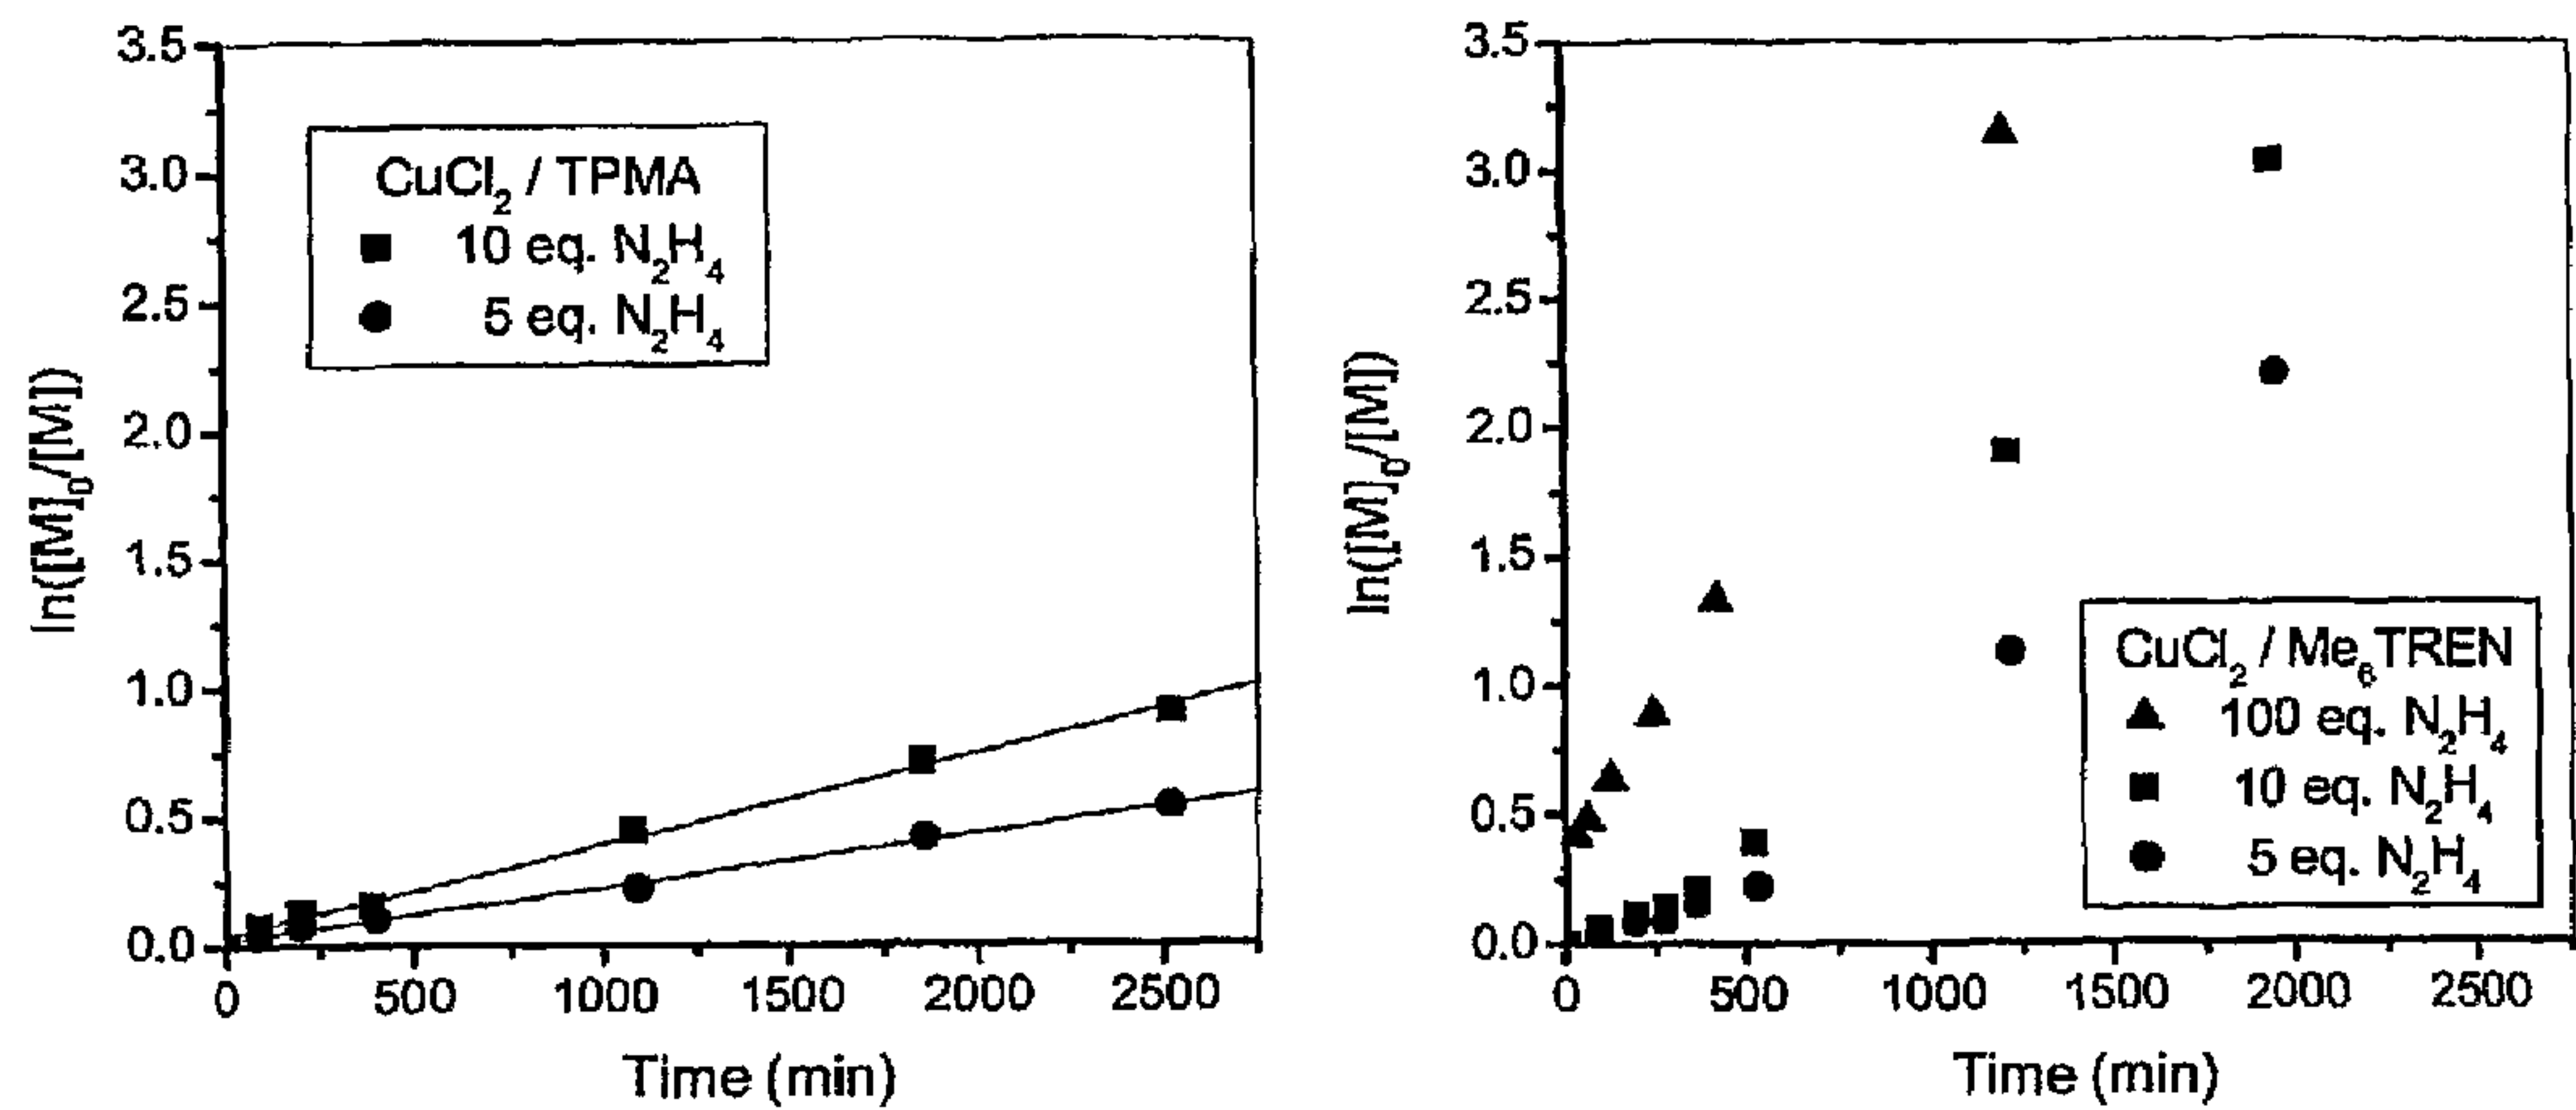 3.5
3.0
2.5
2.0
1.5
1.0
0.5
0.0
ln([M]₀/[M])
CuCl₂ / TPMA
10 eq. N₂H₄
5 eq. N₂H₄
0 500 1000 1500 2000 2500
Time (min)
3.5
3.0
2.5
2.0
1.5
1.0
0.5
0.0
ln([M]₀/[M])
CuCl₂ / Me₆TREN
100 eq. N₂H₄
10 eq. N₂H₄
5 eq. N₂H₄
0 500 1000 1500 2000 2500
Time (min)